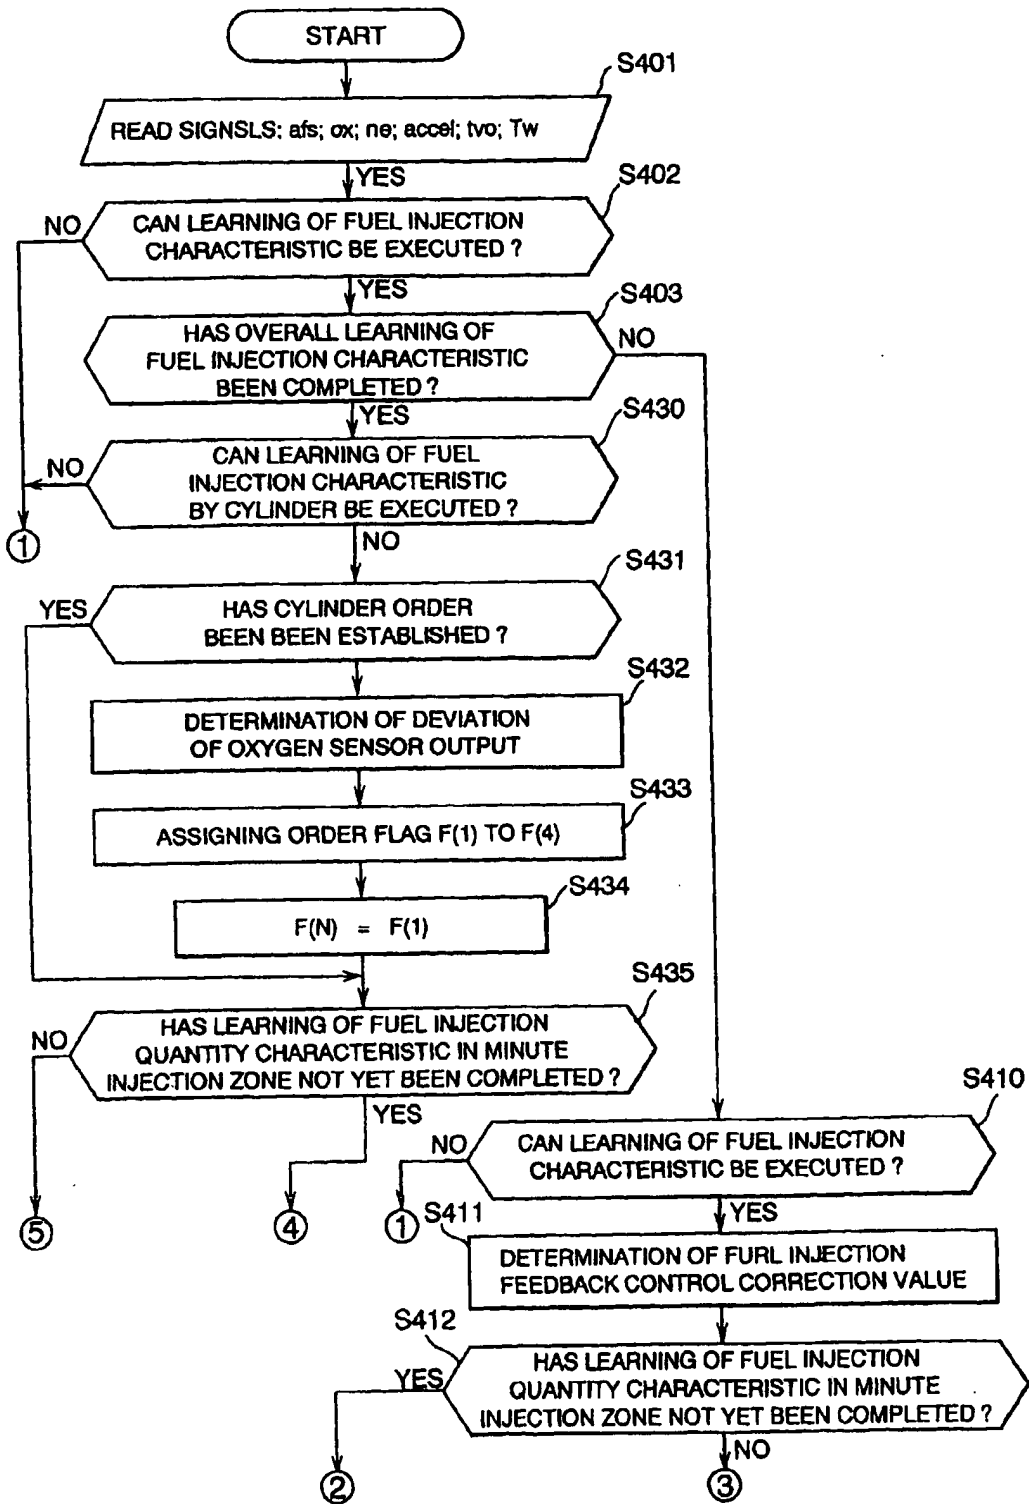 START
S401
READ SIGNSLS: afs; ox; ne; accel; tvo; Tw
YES
S402
NO
CAN LEARNING OF FUEL INJECTION
CHARACTERISTIC BE EXECUTED ?
YES
S403
HAS OVERALL LEARNING OF
FUEL INJECTION CHARACTERISTIC
BEEN COMPLETED ?
NO
YES
S430
NO
CAN LEARNING OF FUEL
INJECTION CHARACTERISTIC
BY CYLINDER BE EXECUTED ?
1
NO
S431
YES
HAS CYLINDER ORDER
BEEN BEEN ESTABLISHED ?
S432
DETERMINATION OF DEVIATION
OF OXYGEN SENSOR OUTPUT
S433
ASSIGNING ORDER FLAG F(1) TO F(4)
S434
F(N) = F(1)
S435
NO
HAS LEARNING OF FUEL INJECTION
QUANTITY CHARACTERISTIC IN MINUTE
INJECTION ZONE NOT YET BEEN COMPLETED ?
YES
5
4
S410
NO
CAN LEARNING OF FUEL INJECTION
CHARACTERISTIC BE EXECUTED ?
1
YES
S411
DETERMINATION OF FURL INJECTION
FEEDBACK CONTROL CORRECTION VALUE
S412
YES
HAS LEARNING OF FUEL INJECTION
QUANTITY CHARACTERISTIC IN MINUTE
INJECTION ZONE NOT YET BEEN COMPLETED ?
NO
2
3